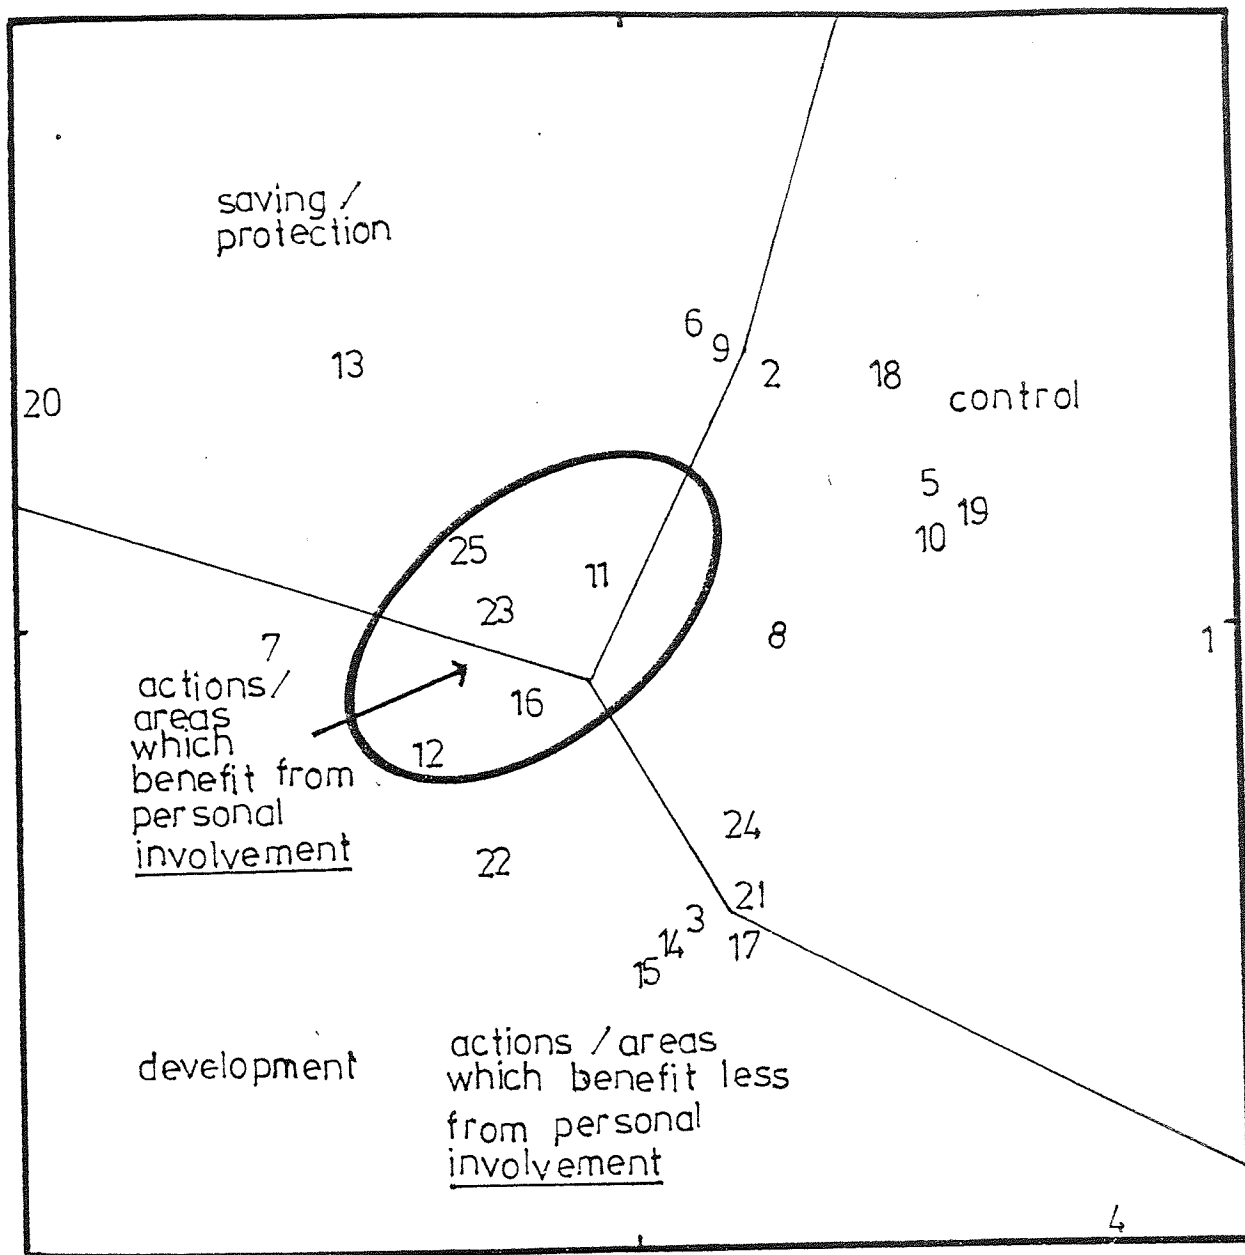 saving /
protection
6
9
13
2
18
20
control
5
19
10
25
11
23
7
8
1
actions /
areas
which
benefit from
personal
involvement
16
12
24
22
21
3
14
17
15
development
actions / areas
which benefit less
from personal
involvement
4